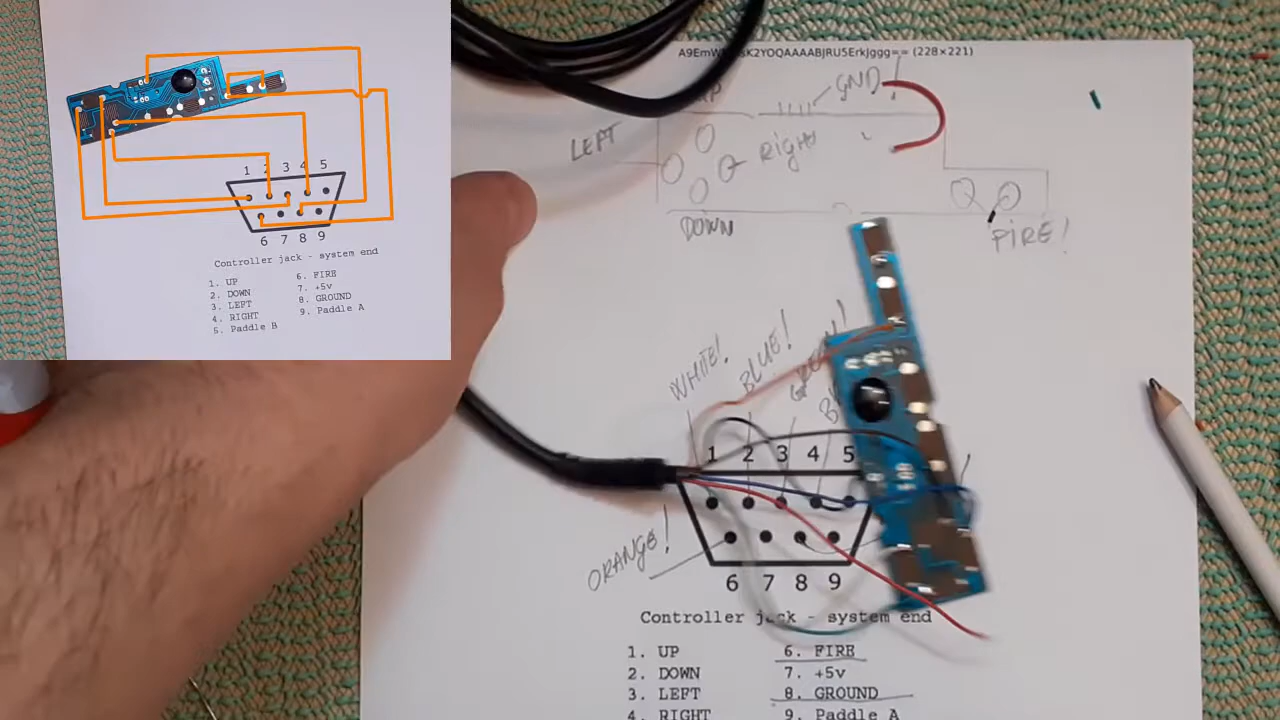 1 2 3 4 5
6 7 8 9
Controller jack - system end
1. UP
2. DOWN
3. LEFT
4. RIGHT
5. Paddle B
6. FIRE
7. +5v
8. GROUND
9. Paddle A
(228×221)
GND!
LEFT
Right
DOWN
FIRE!
WHITE!
BLUE!
ORANGE!
1 2 3 4 5
6 7 8 9
Controller jack - system end
1. UP
2. DOWN
3. LEFT
4. RIGHT
6. FIRE
7. +5v
8. GROUND
9. Paddle A